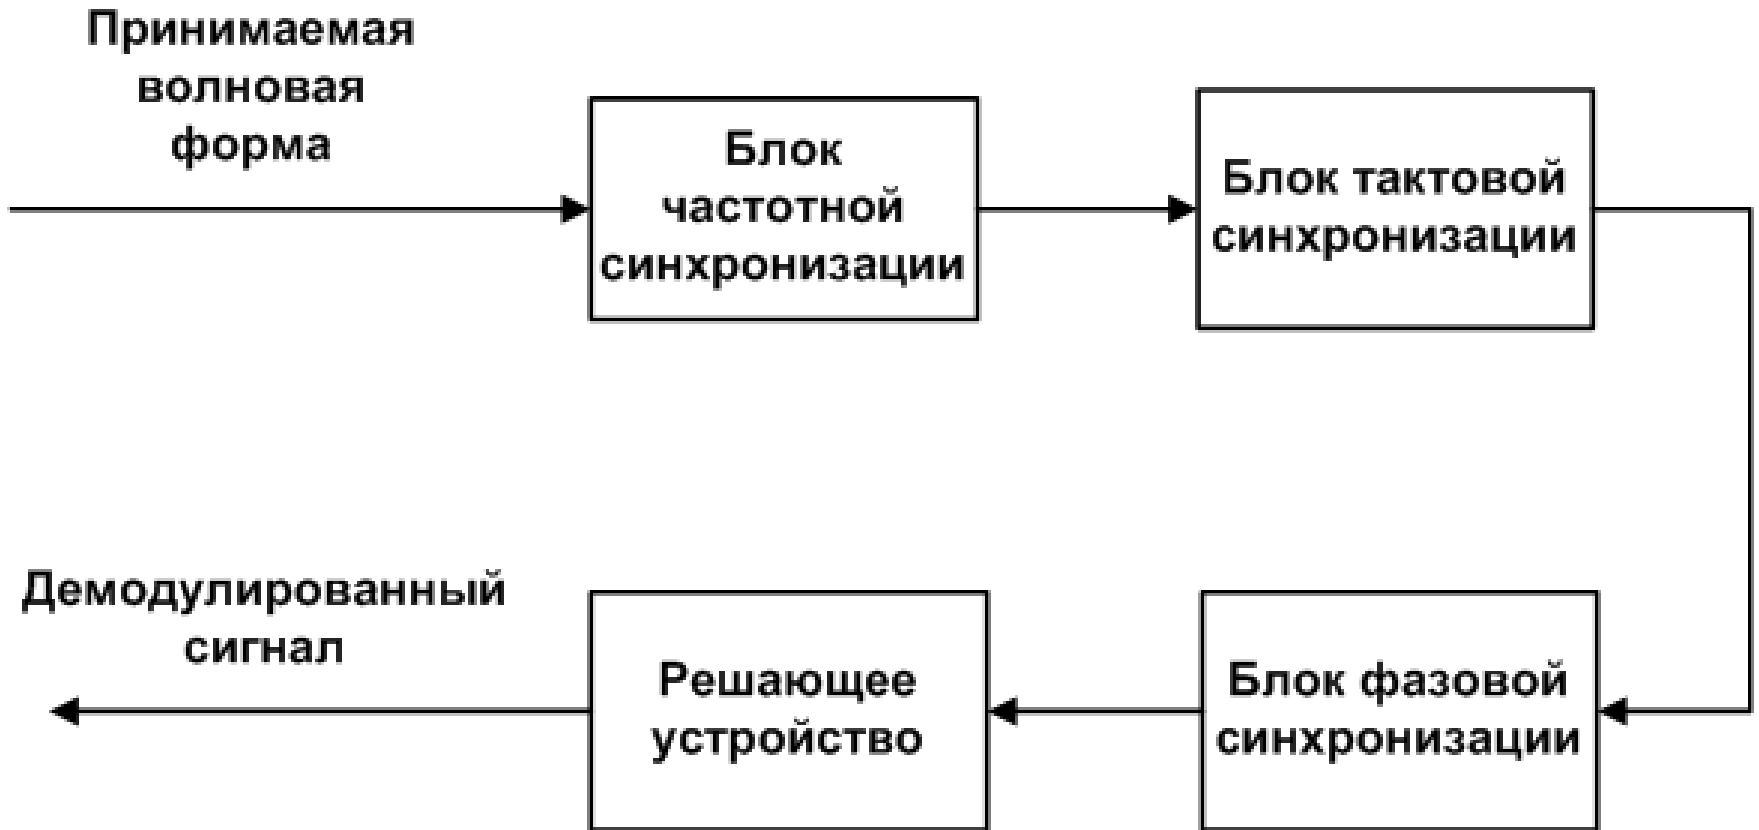 Принимаемая
волновая
форма
Блок
частотной
синхронизации
Блок тактовой
синхронизации
Демодулированный
сигнал
Решающее
устройство
Блок фазовой
синхронизации